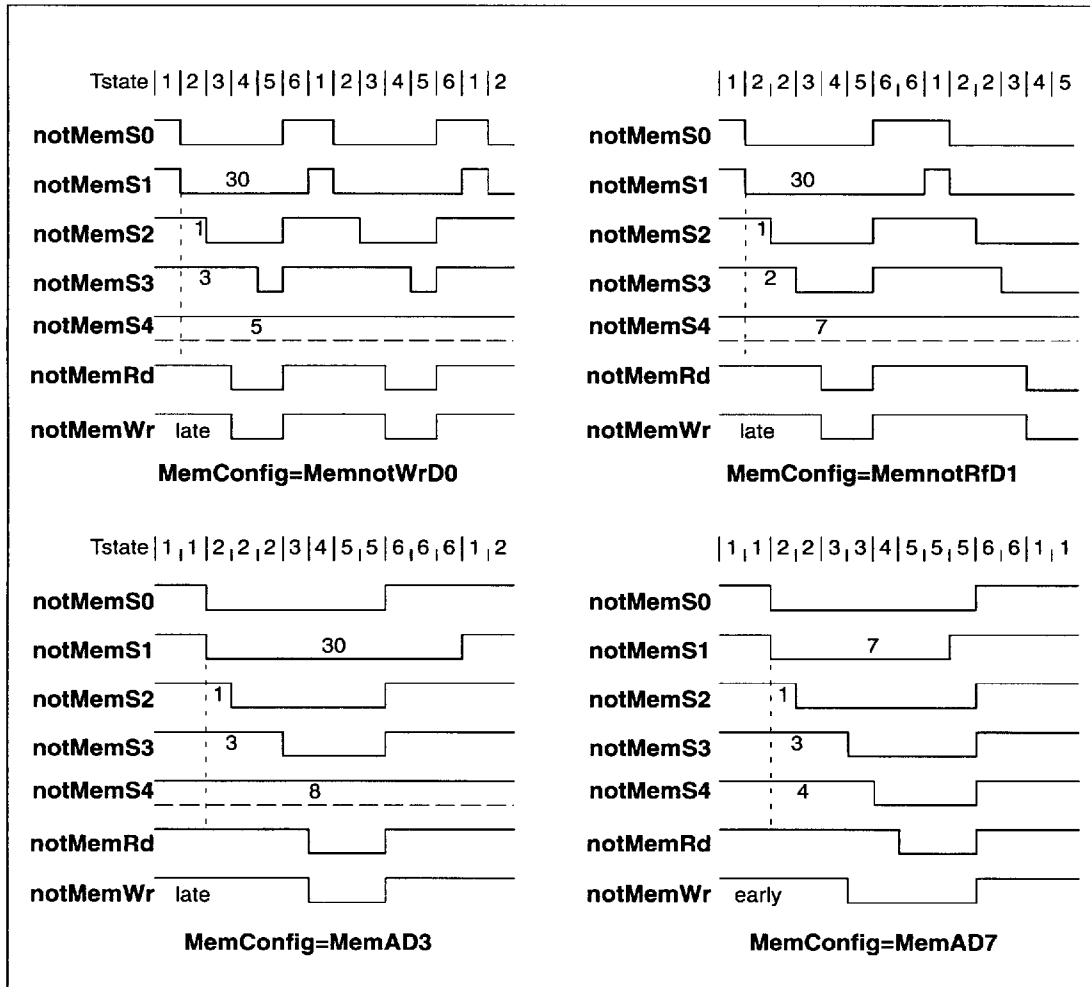 Tstate |1|2|3|4|5|6|1|2|3|4|5|6|1|2
notMemS0
notMemS1 30
notMemS2 1
notMemS3 3
notMemS4 5
notMemRd
notMemWr late
MemConfig=MemnotWrD0
|1|2|2|3|4|5|6|6|1|2|2|3|4|5
notMemS0
notMemS1 30
notMemS2 1
notMemS3 2
notMemS4 7
notMemRd
notMemWr late
MemConfig=MemnotRfD1
Tstate |1|1|2|2|2|3|4|5|5|6|6|6|1|2
notMemS0
notMemS1 30
notMemS2 1
notMemS3 3
notMemS4 8
notMemRd
notMemWr late
MemConfig=MemAD3
|1|1|2|2|3|3|4|5|5|5|6|6|1|1
notMemS0
notMemS1 7
notMemS2 1
notMemS3 3
notMemS4 4
notMemRd
notMemWr early
MemConfig=MemAD7